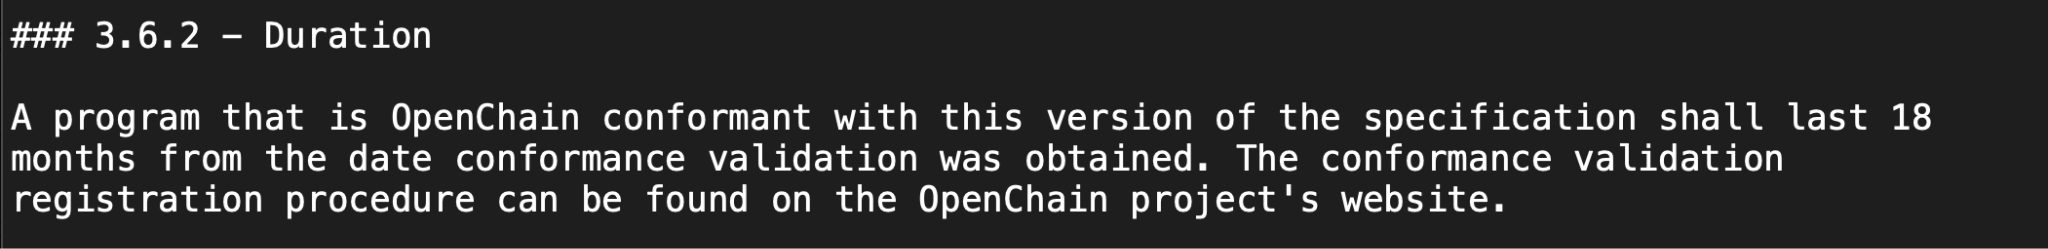 ### 3.6.2 – Duration
A program that is OpenChain conformant with this version of the specification shall last 18
months from the date conformance validation was obtained. The conformance validation
registration procedure can be found on the OpenChain project's website.